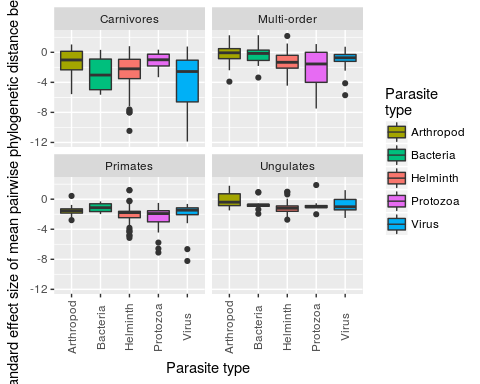 standard effect size of mean pairwise phylogenetic distance be
Carnivores
Multi-order
0
-4
-8
-12
Primates
Ungulates
0
-4
-8
-12
Arthropod
Bacteria
Helminth
Protozoa
Virus
Arthropod
Bacteria
Helminth
Protozoa
Virus
Parasite type
Parasite
type
Arthropod
Bacteria
Helminth
Protozoa
Virus